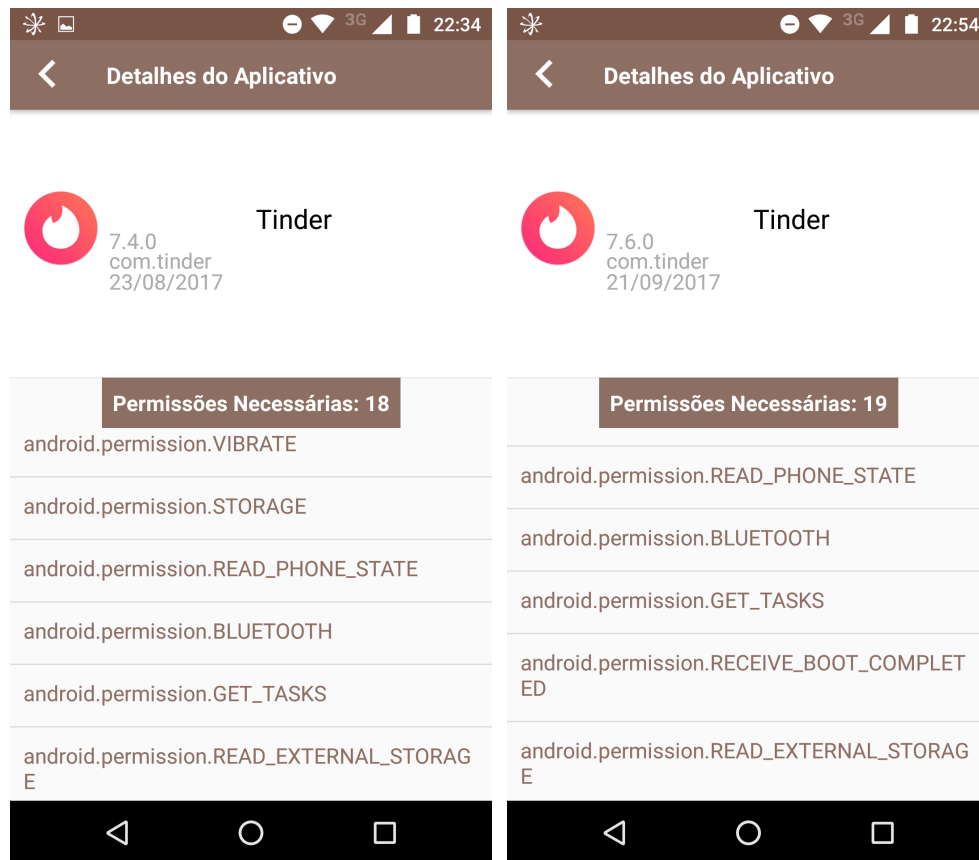 3G 22:34
Detalhes do Aplicativo
Tinder
7.4.0
com.tinder
23/08/2017
Permissões Necessárias: 18
android.permission.VIBRATE
android.permission.STORAGE
android.permission.READ_PHONE_STATE
android.permission.BLUETOOTH
android.permission.GET_TASKS
android.permission.READ_EXTERNAL_STORAG
E
3G 22:54
Detalhes do Aplicativo
Tinder
7.6.0
com.tinder
21/09/2017
Permissões Necessárias: 19
android.permission.READ_PHONE_STATE
android.permission.BLUETOOTH
android.permission.GET_TASKS
android.permission.RECEIVE_BOOT_COMPLET
ED
android.permission.READ_EXTERNAL_STORAG
E